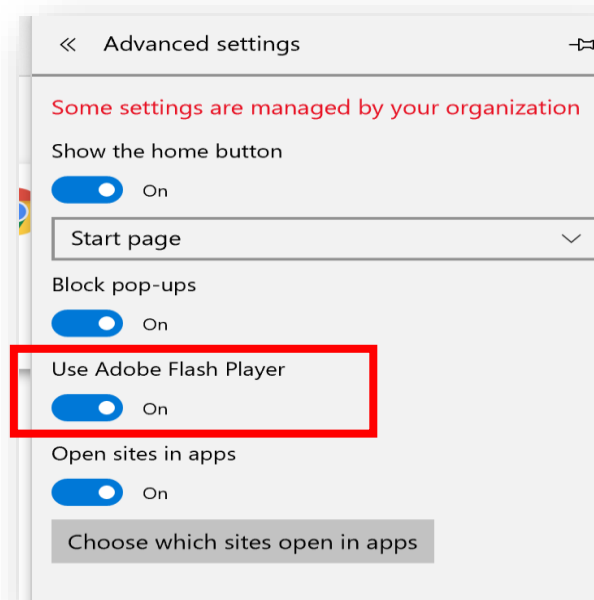 Advanced settings
Some settings are managed by your organization
Show the home button
On
Start page
Block pop-ups
On
Use Adobe Flash Player
On
Open sites in apps
On
Choose which sites open in apps